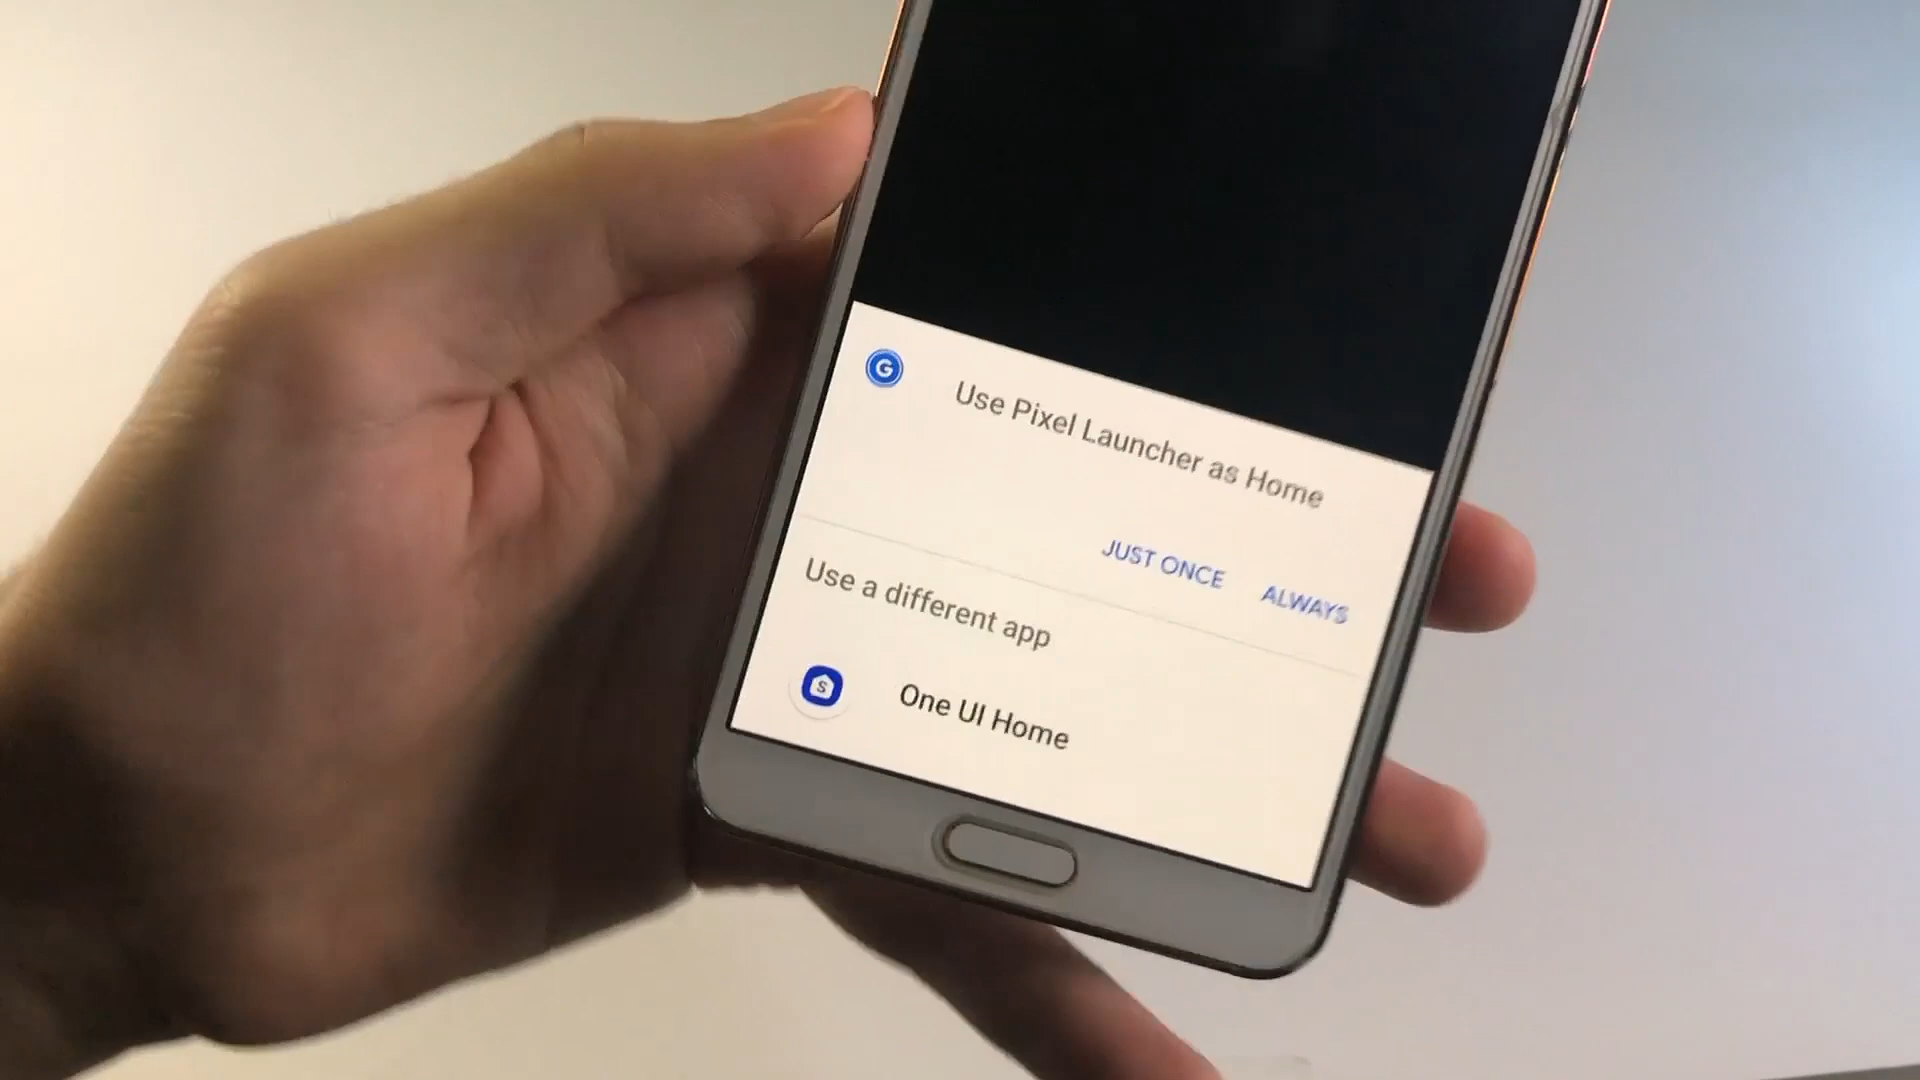 G
Use Pixel Launcher as Home
JUST ONCE ALWAYS
Use a different app
S
One UI Home